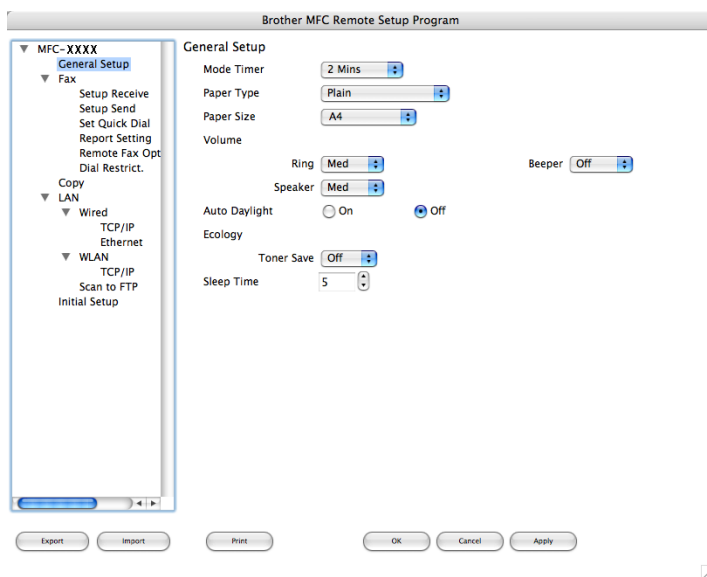 Brother MFC Remote Setup Program
MFC-XXXX
General Setup
Fax
Setup Receive
Setup Send
Set Quick Dial
Report Setting
Remote Fax Opt
Dial Restrict.
Copy
LAN
Wired
TCP/IP
Ethernet
WLAN
TCP/IP
Scan to FTP
Initial Setup
General Setup
Mode Timer 2 Mins
Paper Type Plain
Paper Size A4
Volume
Ring Med Beeper Off
Speaker Med
Auto Daylight On Off
Ecology
Toner Save Off
Sleep Time 5
Export Import Print OK Cancel Apply